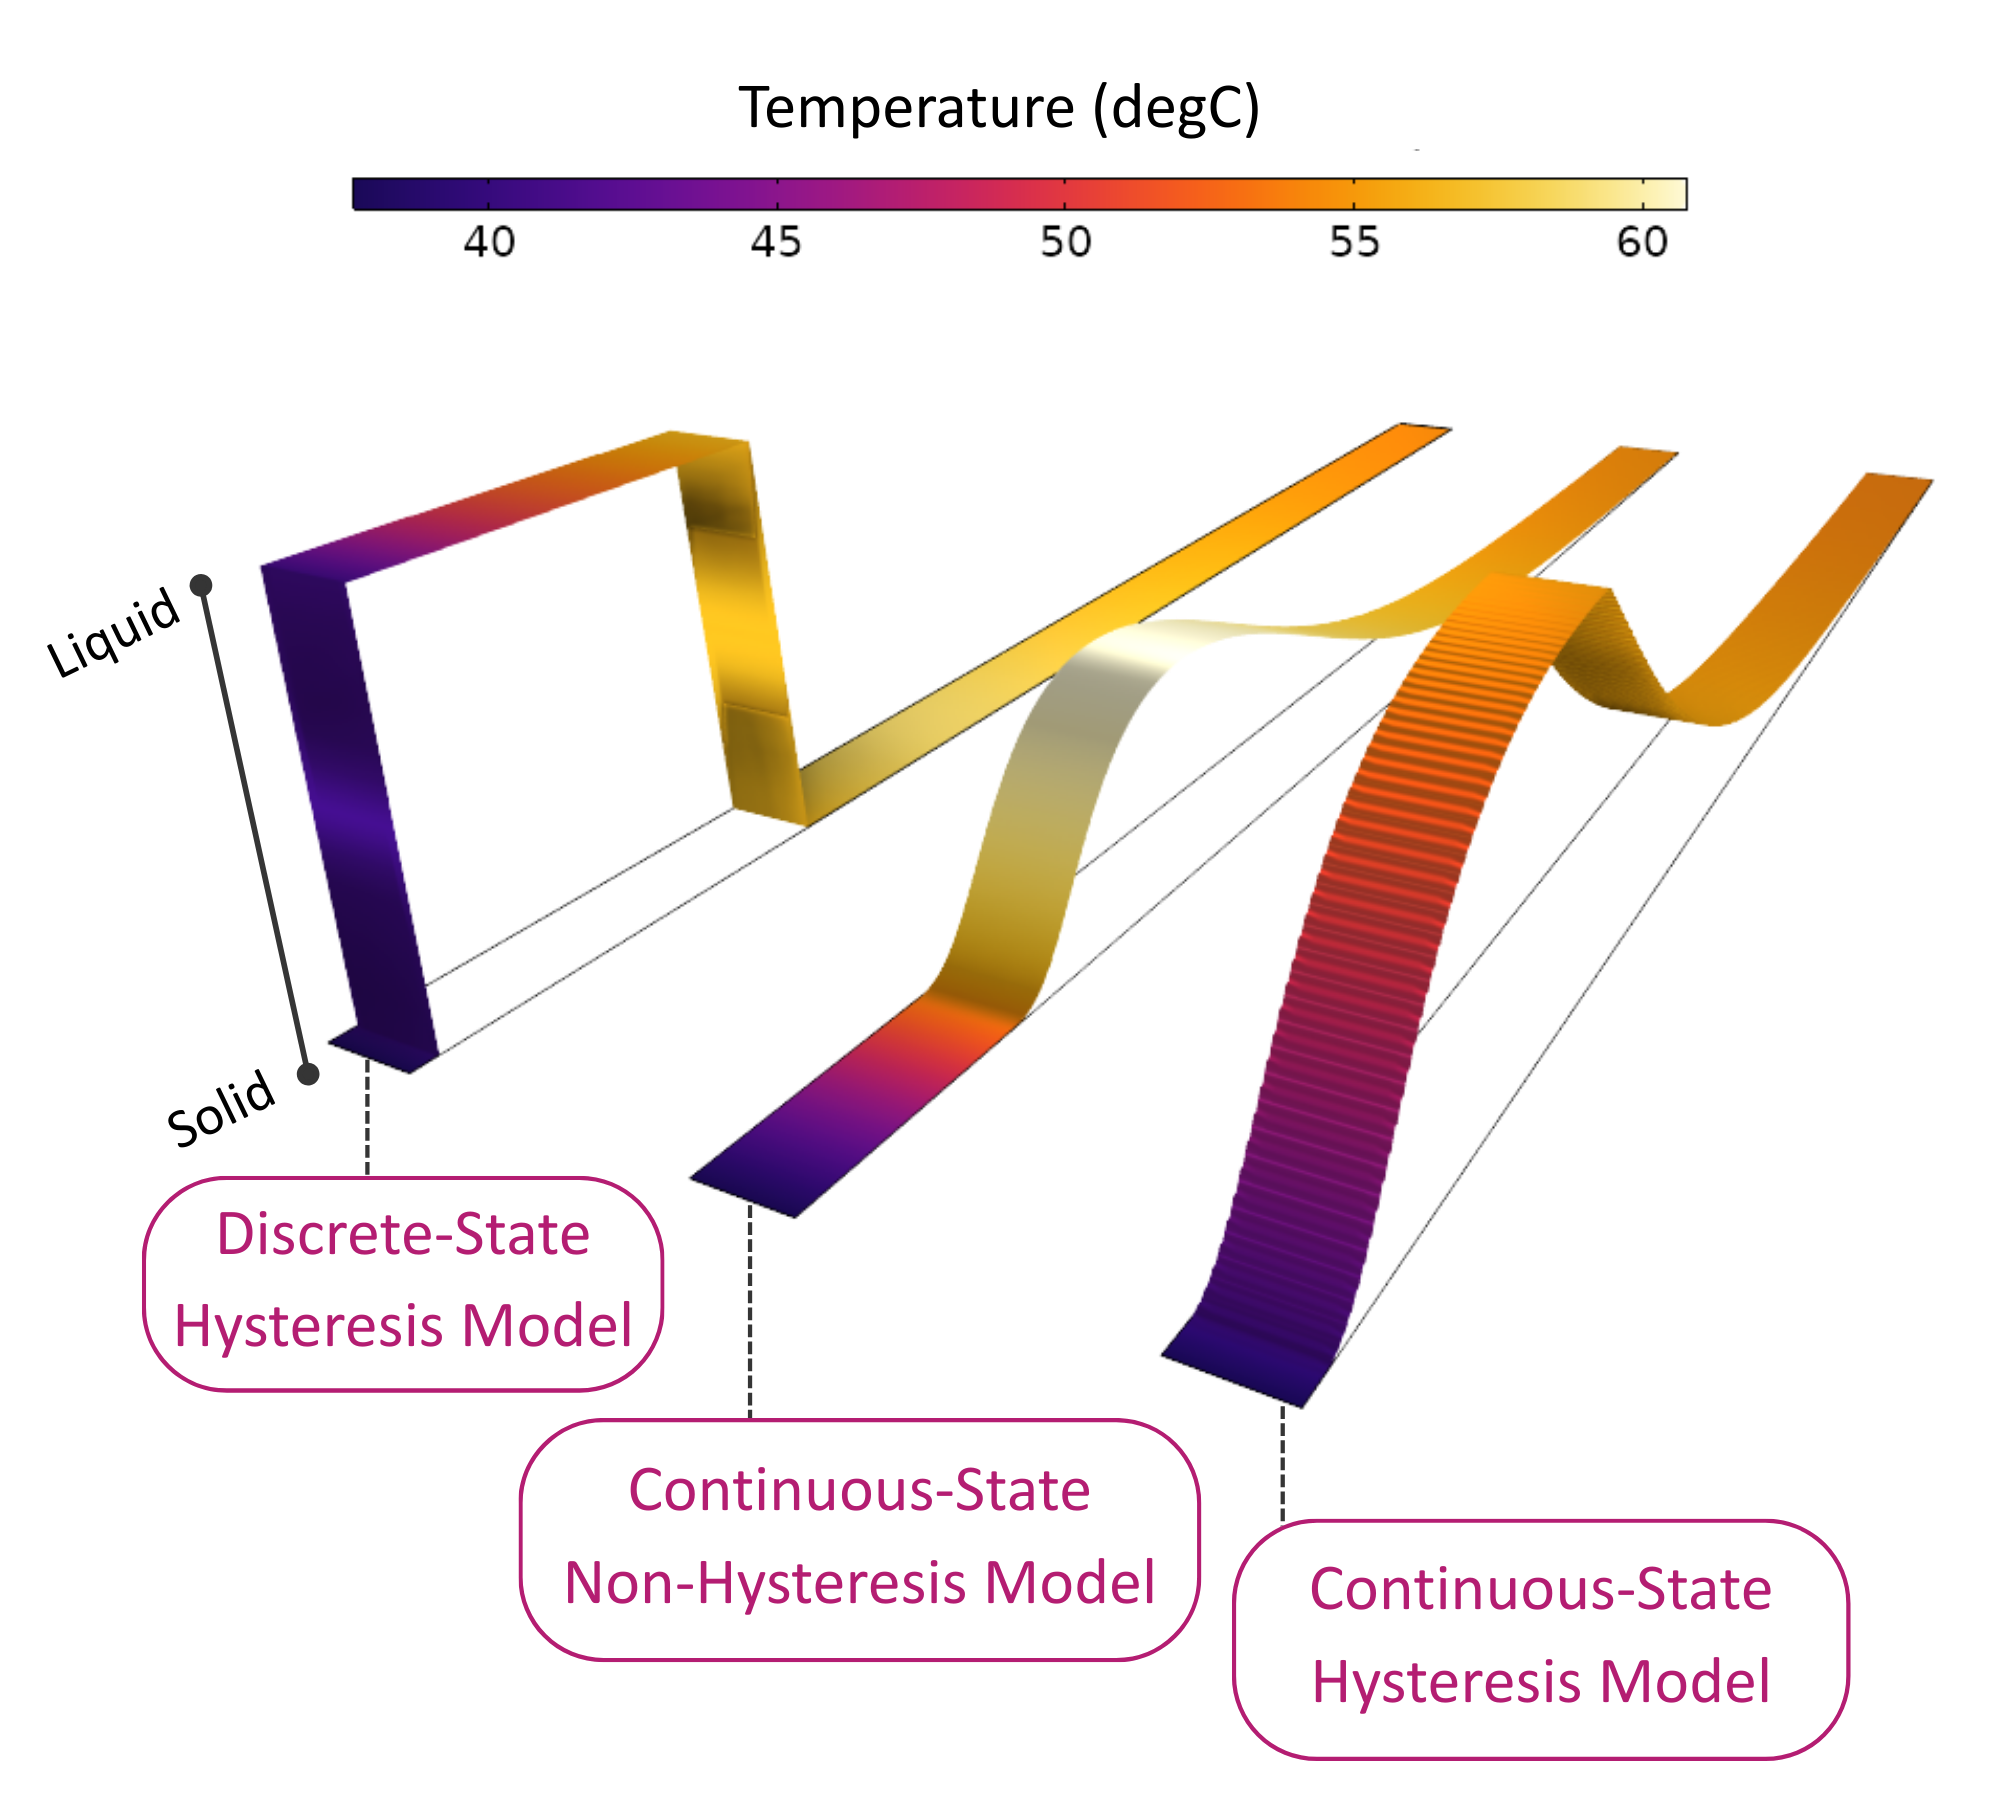 Temperature (degC)
40 45 50 55 60
Liquid
Solid
Discrete-State
Hysteresis Model
Continuous-State
Non-Hysteresis Model
Continuous-State
Hysteresis Model